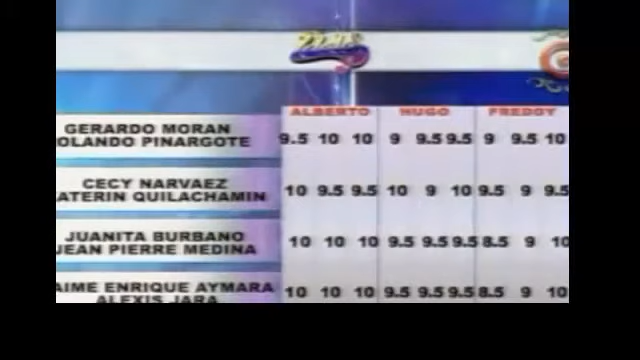 ALBERTO HUGO FREDDY
GERARDO MORAN
OLANDO PINARGOTE
9.5 10 10 9 9.5 9.5 9 9.5 10
CECY NARVAEZ
ATERIN QUILACHAMIN
10 9.5 9.5 10 9 10 9.5 9 9.5
JUANITA BURBANO
JEAN PIERRE MEDINA
10 10 10 9.5 9.5 9.5 8.5 9 10
AIME ENRIQUE AYMARA
ALEXIS JARA
10 10 10 9.5 9.5 9.5 8.5 9 10